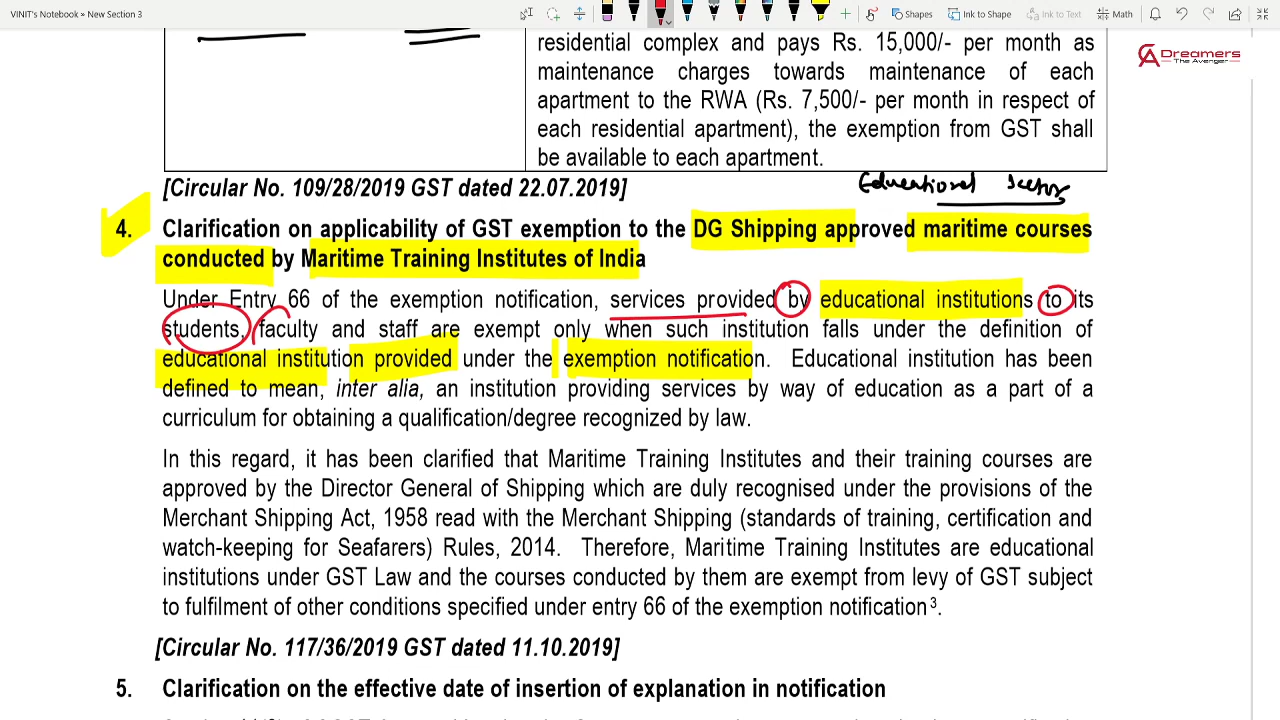 VINIT's Notebook » New Section 3
Shapes
Ink to Shape
Ink to Text
Math
Dreamers
The Avenger
residential complex and pays Rs. 15,000/- per month as
maintenance charges towards maintenance of each
apartment to the RWA (Rs. 7,500/- per month in respect of
each residential apartment), the exemption from GST shall
be available to each apartment.
[Circular No. 109/28/2019 GST dated 22.07.2019]
Educational Sector
4. Clarification on applicability of GST exemption to the DG Shipping approved maritime courses
conducted by Maritime Training Institutes of India
Under Entry 66 of the exemption notification, services provided by educational institutions to its
students, faculty and staff are exempt only when such institution falls under the definition of
educational institution provided under the exemption notification. Educational institution has been
defined to mean, inter alia, an institution providing services by way of education as a part of a
curriculum for obtaining a qualification/degree recognized by law.
In this regard, it has been clarified that Maritime Training Institutes and their training courses are
approved by the Director General of Shipping which are duly recognised under the provisions of the
Merchant Shipping Act, 1958 read with the Merchant Shipping (standards of training, certification and
watch-keeping for Seafarers) Rules, 2014. Therefore, Maritime Training Institutes are educational
institutions under GST Law and the courses conducted by them are exempt from levy of GST subject
to fulfilment of other conditions specified under entry 66 of the exemption notification³.
[Circular No. 117/36/2019 GST dated 11.10.2019]
5. Clarification on the effective date of insertion of explanation in notification